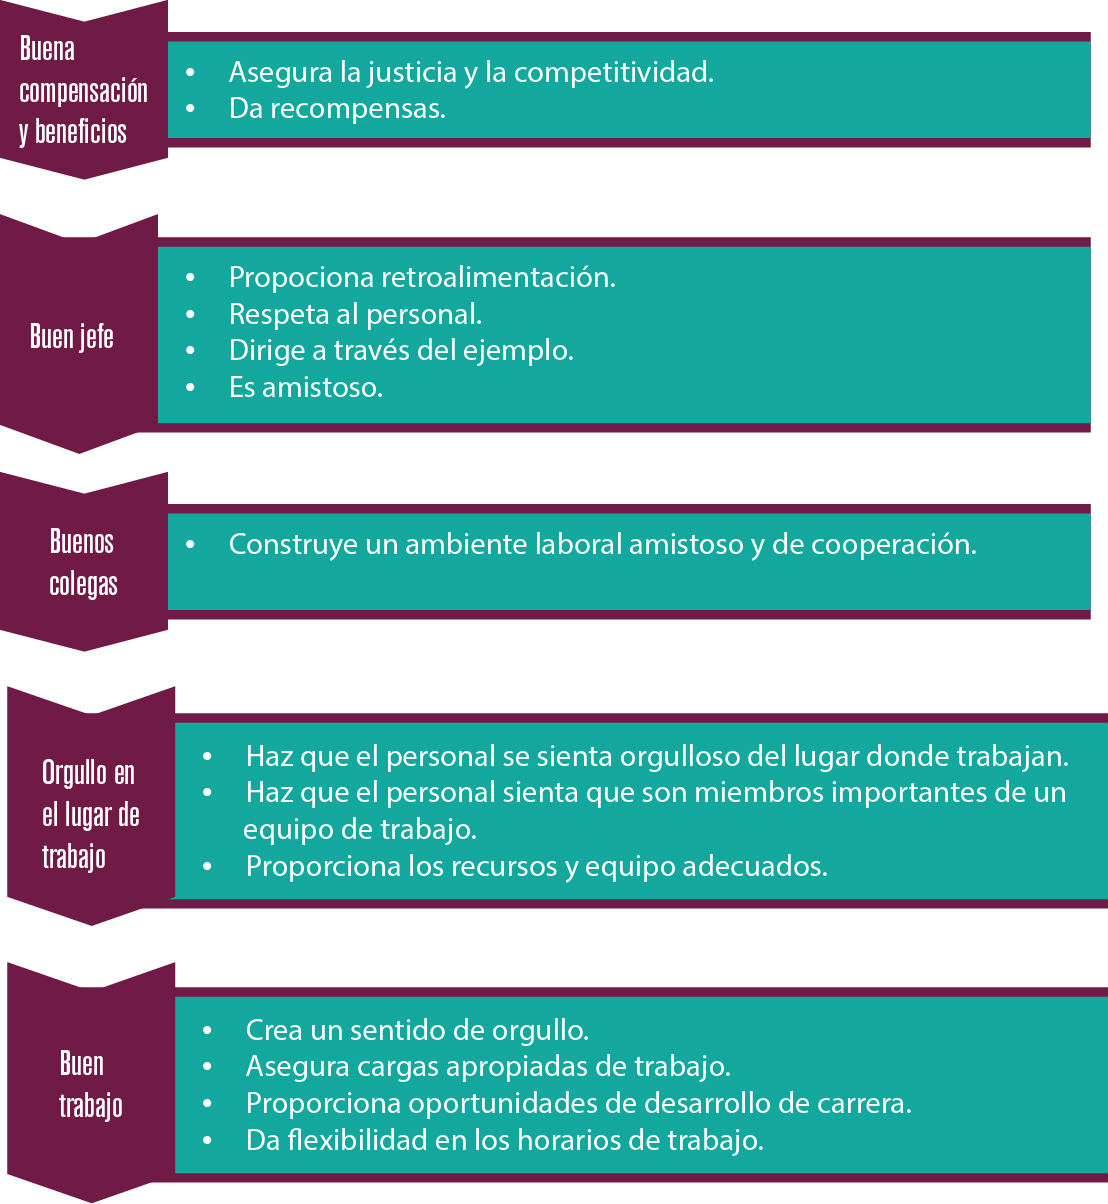 Buena
compensación
y beneficios
• Asegura la justicia y la competitividad.
• Da recompensas.
Buen jefe
• Propociona retroalimentación.
• Respeta al personal.
• Dirige a través del ejemplo.
• Es amistoso.
Buenos
colegas
• Construye un ambiente laboral amistoso y de cooperación.
Orgullo en
el lugar de
trabajo
• Haz que el personal se sienta orgulloso del lugar donde trabajan.
• Haz que el personal sienta que son miembros importantes de un
equipo de trabajo.
• Proporciona los recursos y equipo adecuados.
Buen
trabajo
• Crea un sentido de orgullo.
• Asegura cargas apropiadas de trabajo.
• Proporciona oportunidades de desarrollo de carrera.
• Da flexibilidad en los horarios de trabajo.